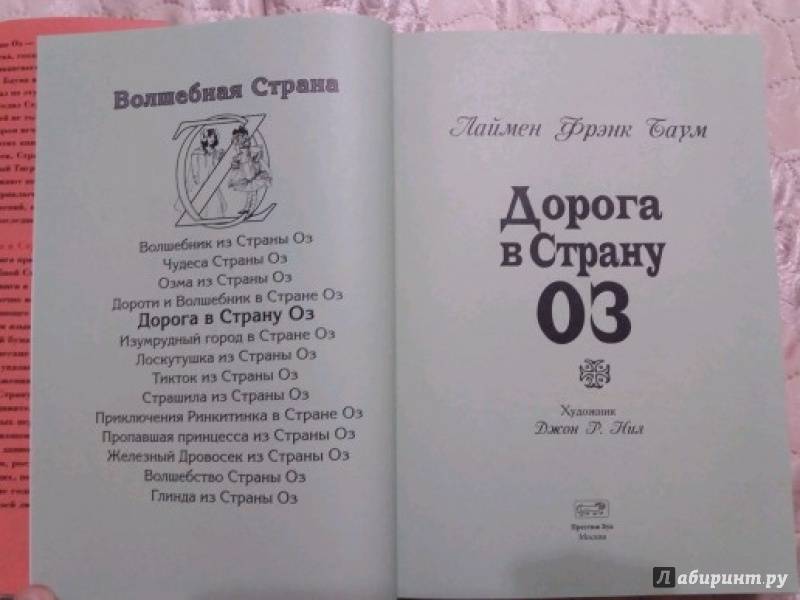 Волшебная Страна
Волшебник из Страны Оз
Чудеса Страны Оз
Озма из Страны Оз
Дороти и Волшебник в Стране Оз
Дорога в Страну Оз
Изумрудный город в Стране Оз
Лоскутушка из Страны Оз
Тикток из Страны Оз
Страшила из Страны Оз
Приключения Ринкитинка в Стране Оз
Пропавшая принцесса из Страны Оз
Железный Дровосек из Страны Оз
Волшебство Страны Оз
Глинда из Страны Оз
Лаймен Фрэнк Баум
Дорога
в Страну
ОЗ
Художник
Джон Р. Нил
Престиж Бук
Москва
Лабиринт.ру